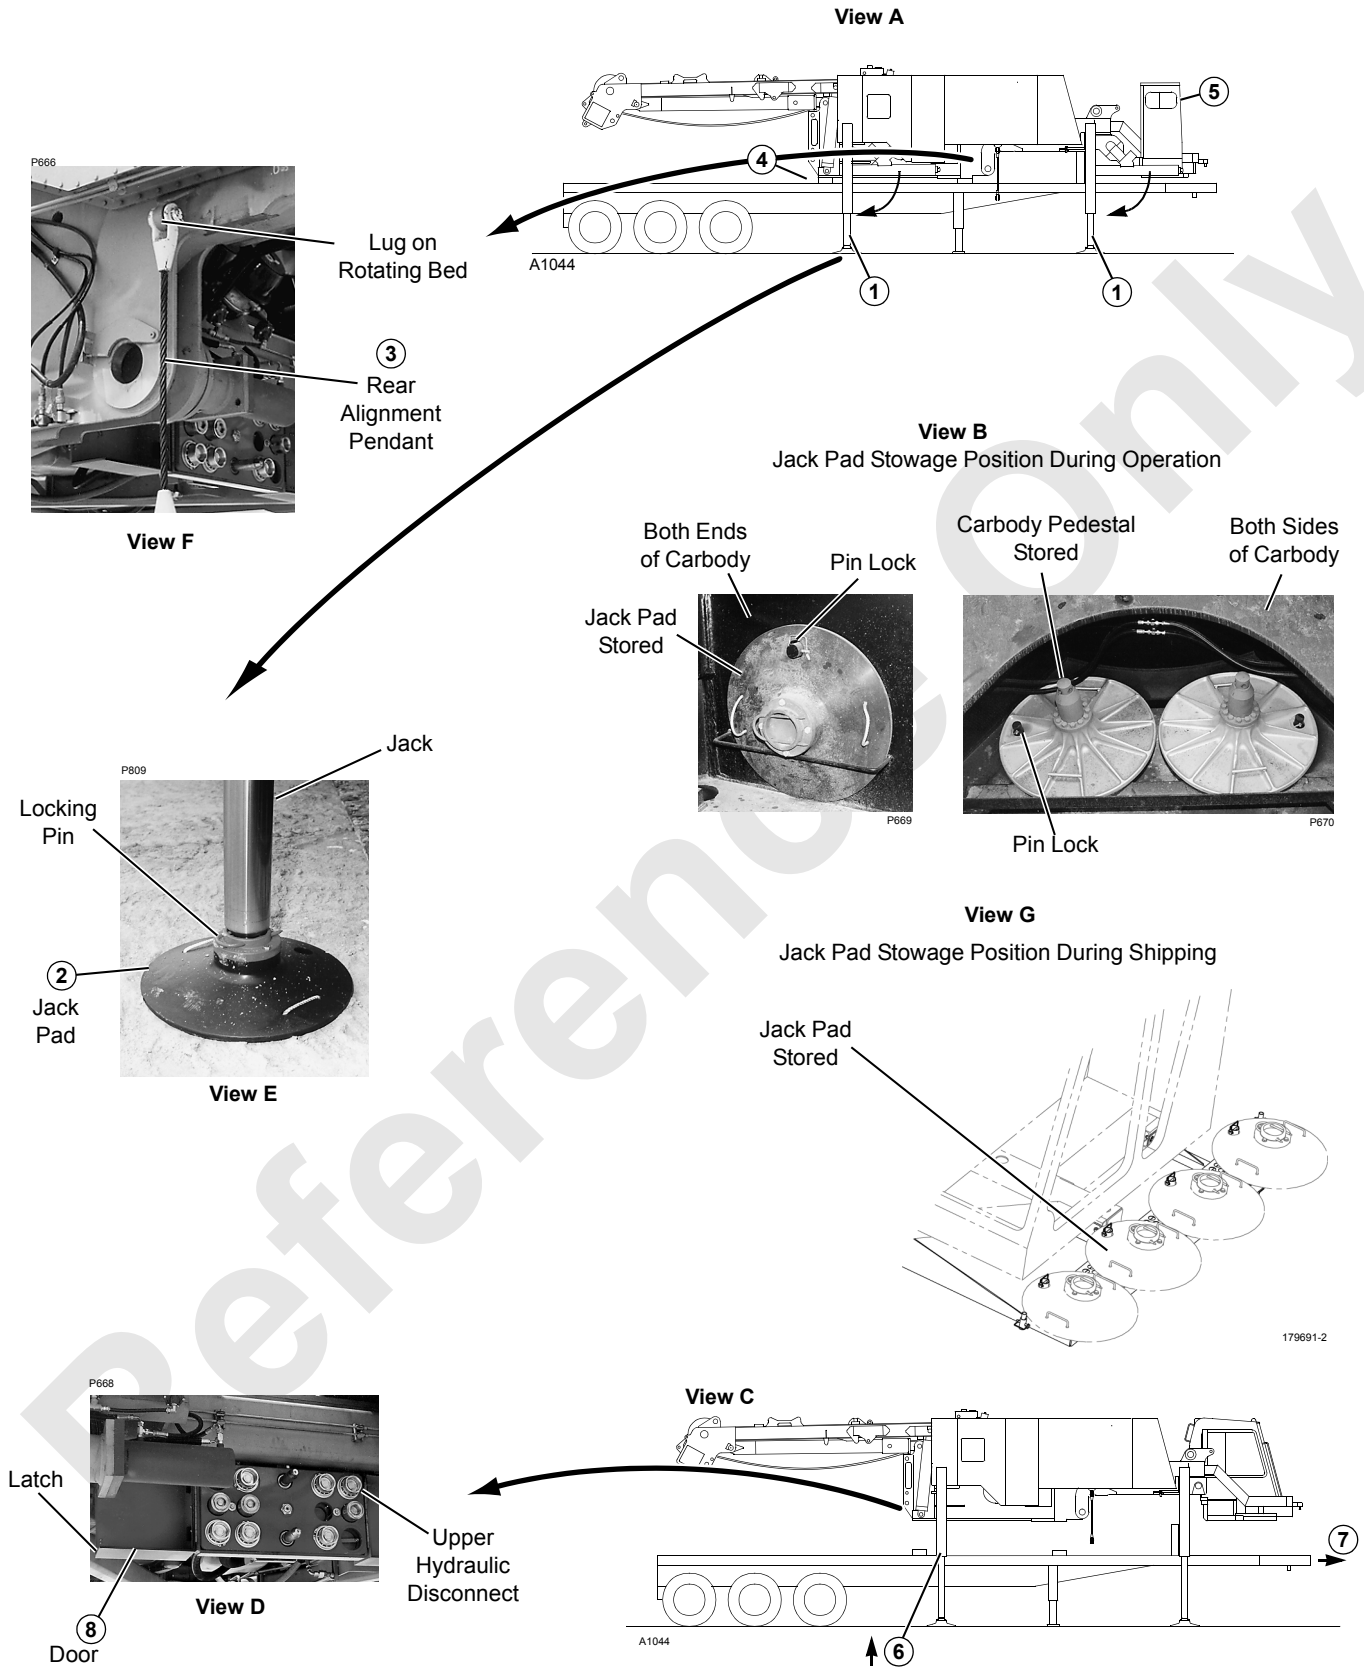 View A
5
4
P666
Lug on
Rotating Bed
A1044
1
1
3
Rear
Alignment
Pendant
View F
View B
Jack Pad Stowage Position During Operation
Both Ends
of Carbody
Pin Lock
Carbody Pedestal
Stored
Both Sides
of Carbody
Jack Pad
Stored
P669
P670
Pin Lock
Jack
P809
Locking
Pin
2
Jack
Pad
View E
View G
Jack Pad Stowage Position During Shipping
Jack Pad
Stored
179691-2
P668
View C
Latch
Upper
Hydraulic
Disconnect
7
View D
8
Door
A1044
6
Reference Only